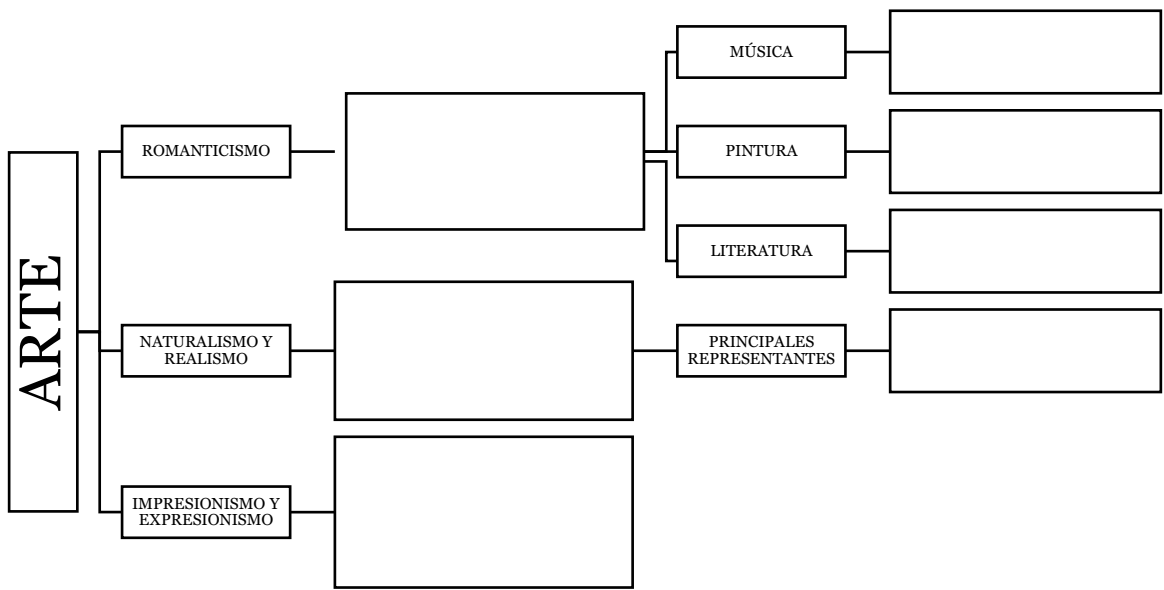 ARTE
ROMANTICISMO
MÚSICA
PINTURA
LITERATURA
NATURALISMO Y
REALISMO
PRINCIPALES
REPRESENTANTES
IMPRESIONISMO Y
EXPRESIONISMO